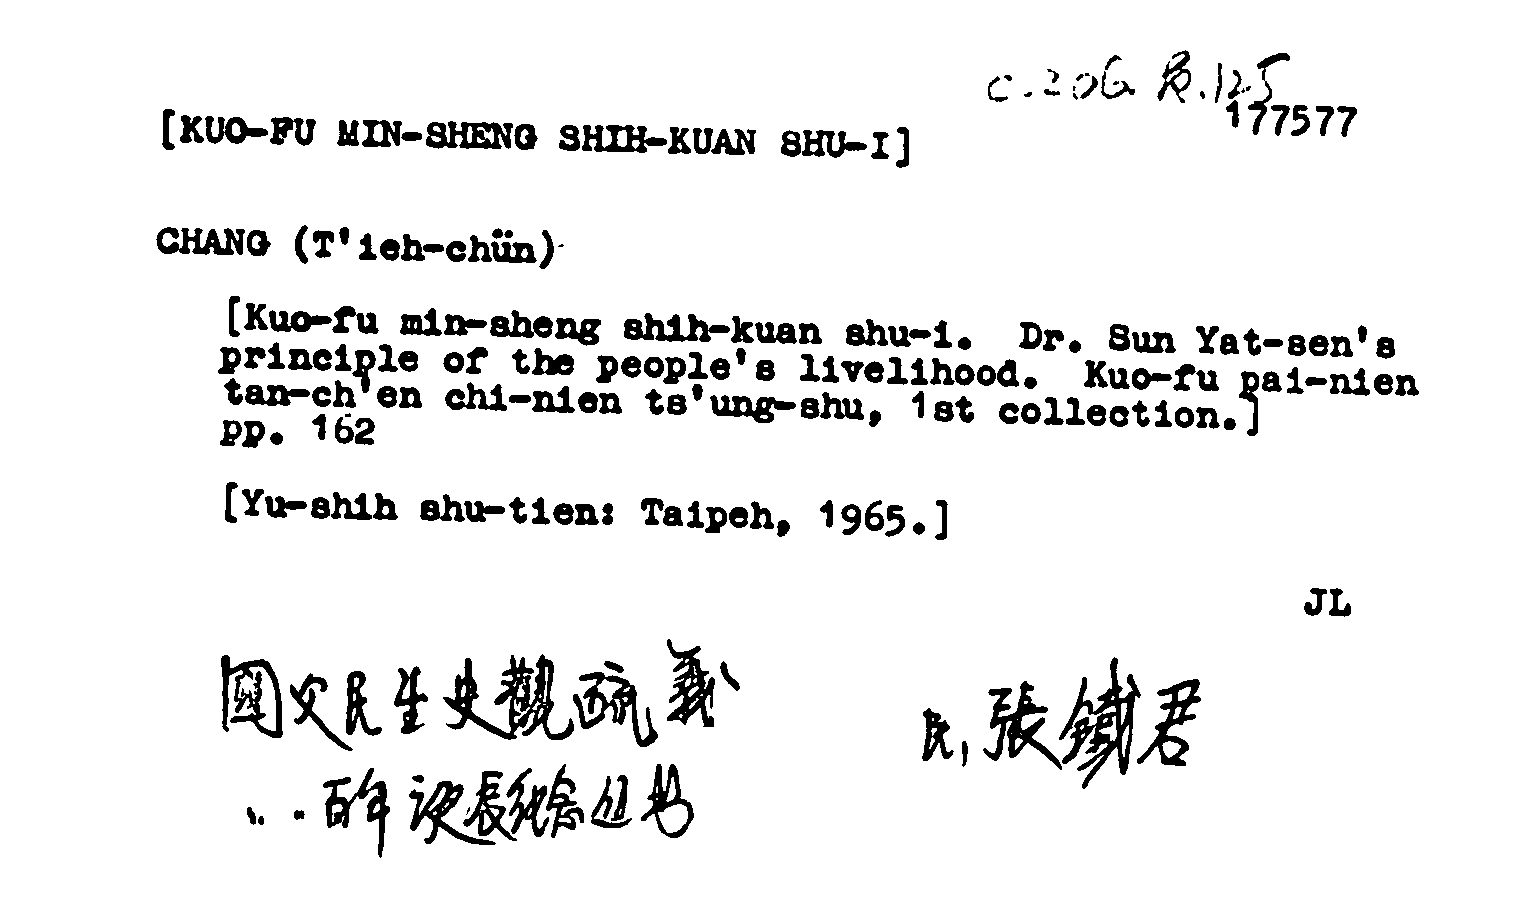 c.206 B.125
177577
[KUO-FU MIN-SHENG SHIH-KUAN SHU-I]
CHANG (T'ieh-chün)
[Kuo-fu min-sheng shih-kuan shu-i. Dr. Sun Yat-sen's
principle of the people's livelihood. Kuo-fu pai-nien
tan-ch'en chi-nien ts'ung-shu, 1st collection.]
pp. 162
[Yu-shih shu-tien: Taipeh, 1965.]
JL
國父民生史觀疏義
民, 張鐵君
... 百年誕辰紀念丛书